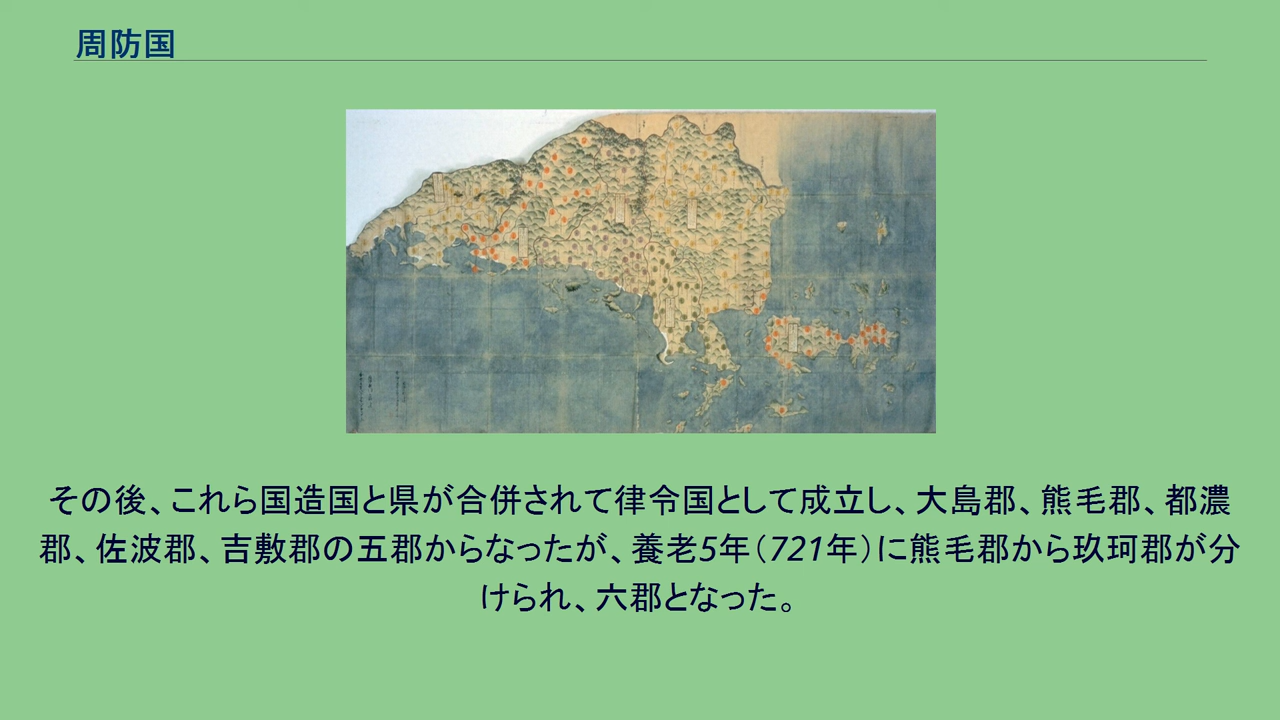 周防国
その後、これら国造国と県が合併されて律令国として成立し、大島郡、熊毛郡、都濃
郡、佐波郡、吉敷郡の五郡からなったが、養老5年（721年）に熊毛郡から玖珂郡が分
けられ、六郡となった。